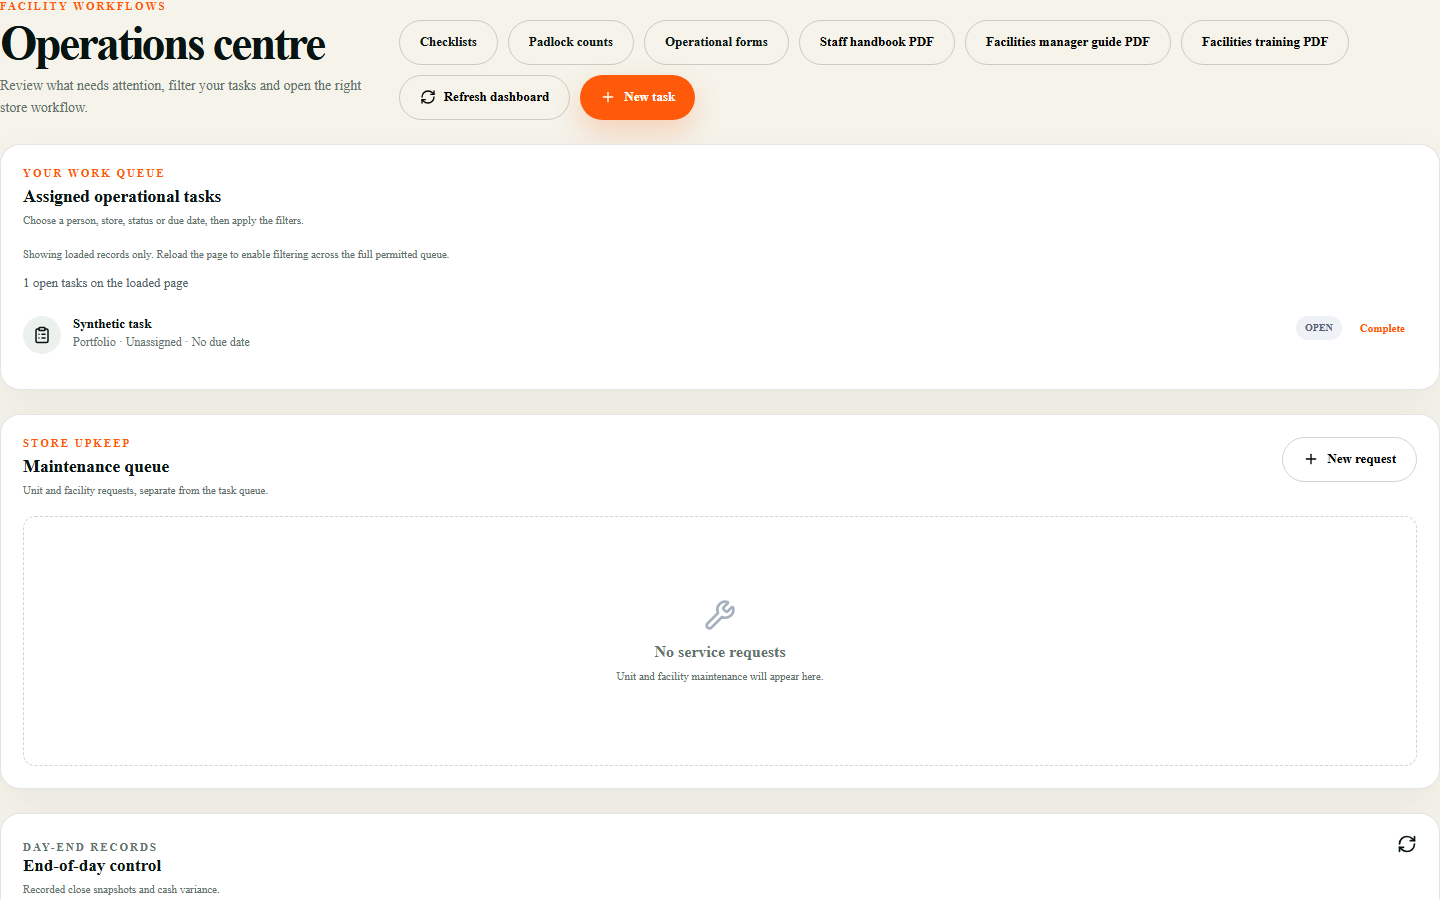 FACILITY WORKFLOWS
Operations centre
Review what needs attention, filter your tasks and open the right
store workflow.
Checklists
Padlock counts
Operational forms
Staff handbook PDF
Facilities manager guide PDF
Facilities training PDF
Refresh dashboard
New task
YOUR WORK QUEUE
Assigned operational tasks
Choose a person, store, status or due date, then apply the filters.
Showing loaded records only. Reload the page to enable filtering across the full permitted queue.
1 open tasks on the loaded page
Synthetic task
Portfolio · Unassigned · No due date
OPEN
Complete
STORE UPKEEP
Maintenance queue
Unit and facility requests, separate from the task queue.
New request
No service requests
Unit and facility maintenance will appear here.
DAY-END RECORDS
End-of-day control
Recorded close snapshots and cash variance.